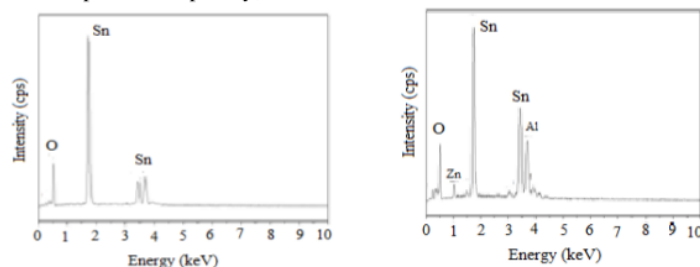 Sn
O
Sn
Intensity (cps)
0 1 2 3 4 5 6 7 8 9 10
Energy (keV)
Sn
Sn
Al
O
Zn
Intensity (cps)
0 1 2 3 4 5 6 7 8 9 10
Energy (keV)